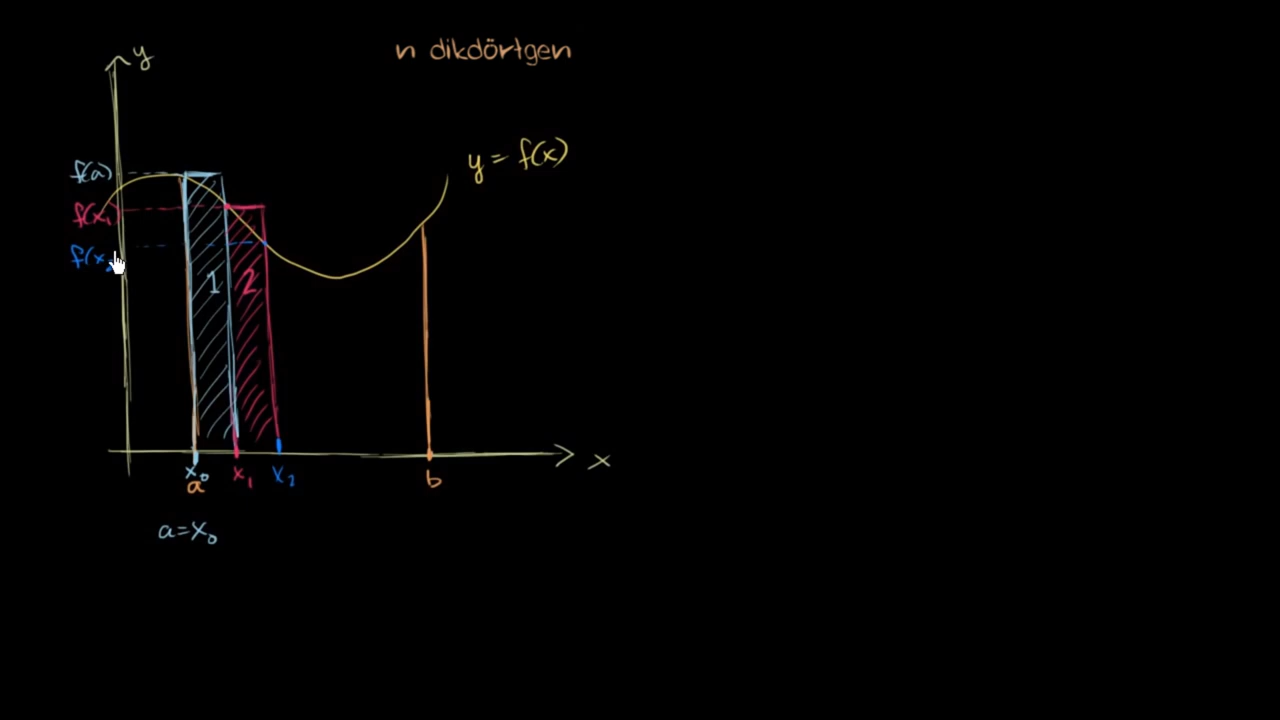 n dikdörtgen
y
y = f(x)
f(a)
f(x₁)
1 2
x
x₀ x₁ x₂
a b
a=x₀